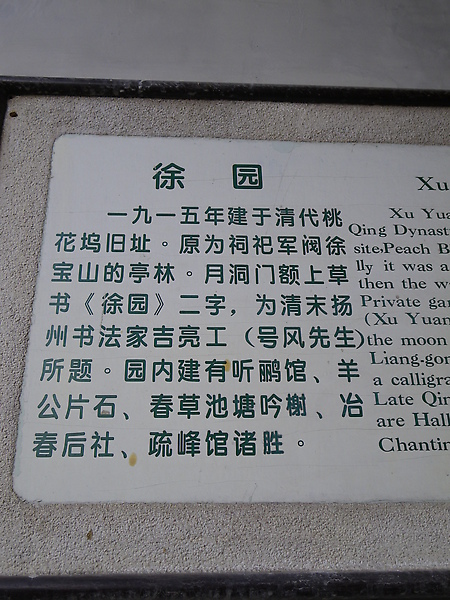 徐 园
一九一五年建于清代桃
花坞旧址。原为祠祀军阀徐
宝山的亭林。月洞门额上草
书《徐园》二字，为清末扬
州书法家吉亮工（号风先生）
所题。园内建有听鹂馆、羊
公片石、春草池塘吟榭、冶
春后社、疏峰馆诸胜。
Xu
Xu Yua
Qing Dynast
site,Peach B
lly it was a
then the w
Private gar
(Xu Yuan
the moon
Liang-gon
a calligra
Late Qin
are Hall
Chantin